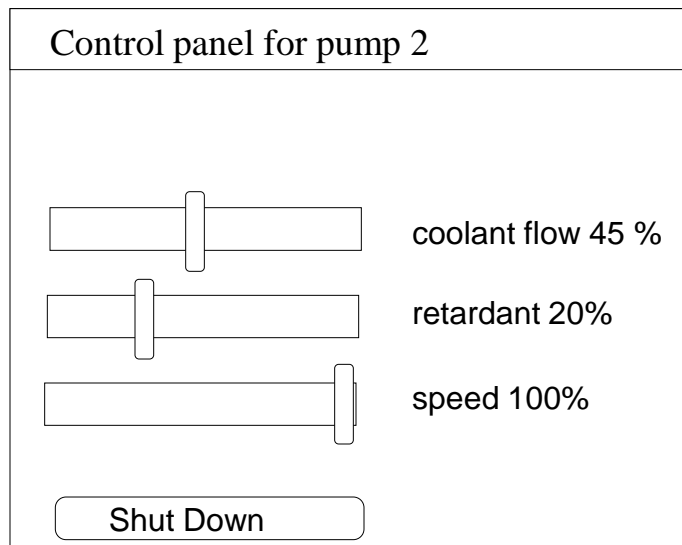 Control panel for pump 2
coolant flow 45 %
retardant 20%
speed 100%
Shut Down